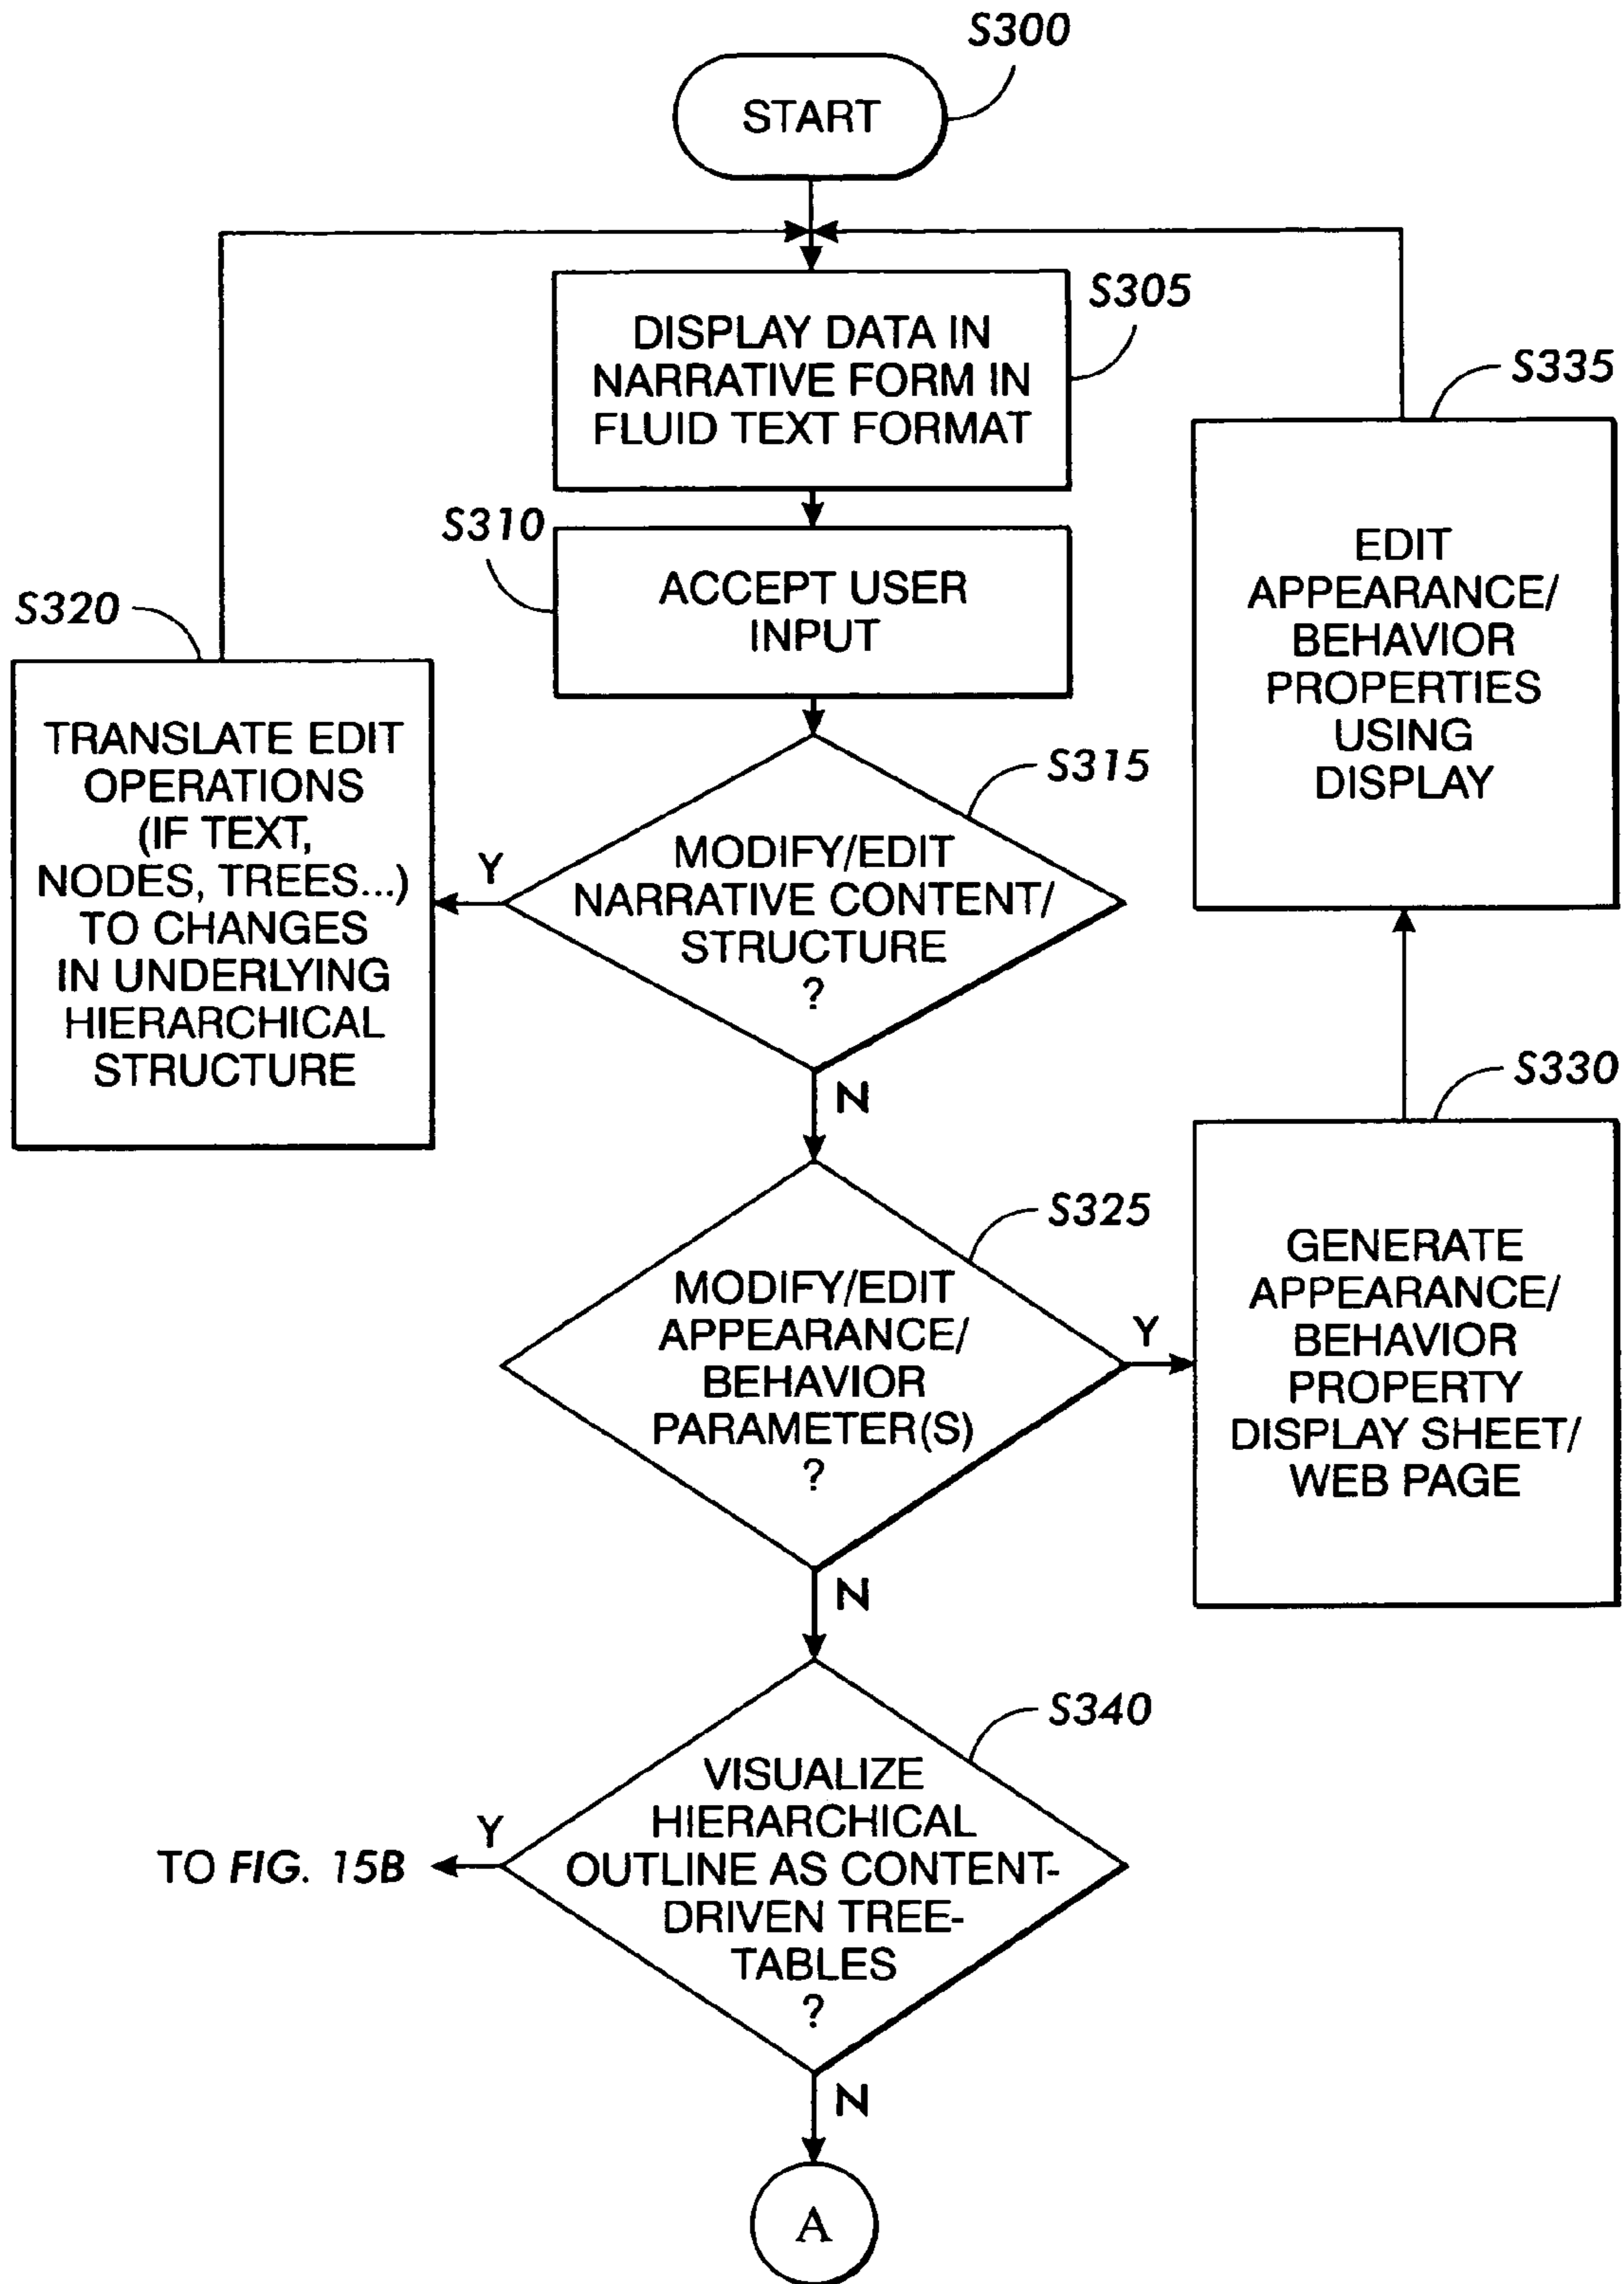 S300
START
S305
DISPLAY DATA IN
NARRATIVE FORM IN
FLUID TEXT FORMAT
S310
ACCEPT USER
INPUT
S315
MODIFY/EDIT
NARRATIVE CONTENT/
STRUCTURE
?
Y
N
S320
TRANSLATE EDIT
OPERATIONS
(IF TEXT,
NODES, TREES...)
TO CHANGES
IN UNDERLYING
HIERARCHICAL
STRUCTURE
S325
MODIFY/EDIT
APPEARANCE/
BEHAVIOR
PARAMETER(S)
?
Y
N
S330
GENERATE
APPEARANCE/
BEHAVIOR
PROPERTY
DISPLAY SHEET/
WEB PAGE
S335
EDIT
APPEARANCE/
BEHAVIOR
PROPERTIES
USING
DISPLAY
S340
VISUALIZE
HIERARCHICAL
OUTLINE AS CONTENT-
DRIVEN TREE-
TABLES
?
Y
TO FIG. 15B
N
A